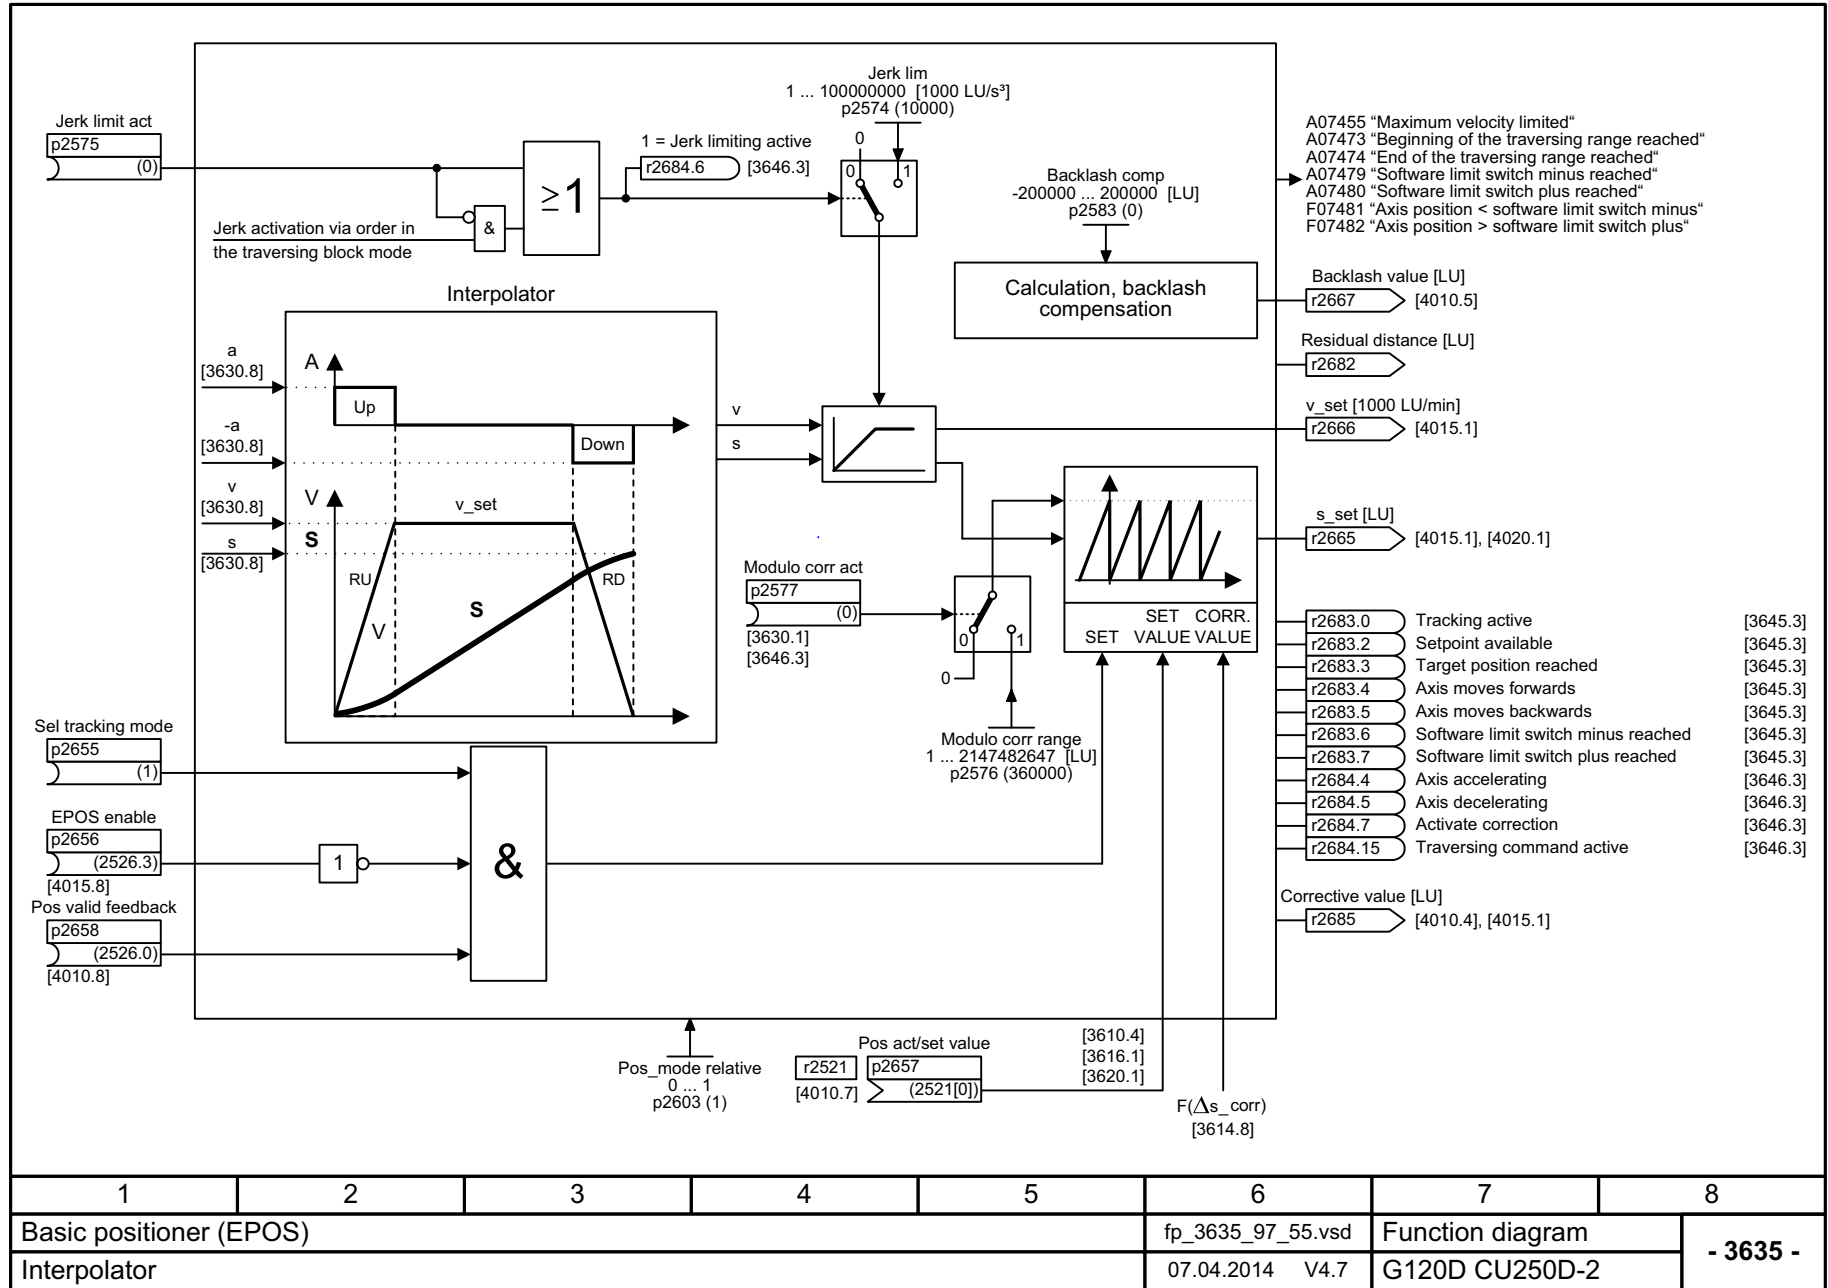 Jerk limit act
p2575
(0)
Jerk activation via order in
the traversing block mode
&
≥1
1 = Jerk limiting active
r2684.6 [3646.3]
Jerk lim
1 ... 100000000 [1000 LU/s³]
p2574 (10000)
0
0 1
Backlash comp
-200000 ... 200000 [LU]
p2583 (0)
Calculation, backlash
compensation
A07455 “Maximum velocity limited“
A07473 “Beginning of the traversing range reached“
A07474 “End of the traversing range reached“
A07479 “Software limit switch minus reached“
A07480 “Software limit switch plus reached“
F07481 “Axis position < software limit switch minus“
F07482 “Axis position > software limit switch plus“
Backlash value [LU]
r2667 [4010.5]
Residual distance [LU]
r2682
v_set [1000 LU/min]
r2666 [4015.1]
s_set [LU]
r2665 [4015.1], [4020.1]
Interpolator
a
[3630.8]
-a
[3630.8]
v
[3630.8]
s
[3630.8]
A
Up
Down
V
S
v_set
RU
V
S
RD
v
s
Modulo corr act
p2577
(0)
[3630.1]
[3646.3]
0 1
0
Modulo corr range
1 ... 2147482647 [LU]
p2576 (360000)
SET CORR.
SET VALUE VALUE
Sel tracking mode
p2655
(1)
EPOS enable
p2656
(2526.3)
[4015.8]
1
Pos valid feedback
p2658
(2526.0)
[4010.8]
&
r2683.0 Tracking active [3645.3]
r2683.2 Setpoint available [3645.3]
r2683.3 Target position reached [3645.3]
r2683.4 Axis moves forwards [3645.3]
r2683.5 Axis moves backwards [3645.3]
r2683.6 Software limit switch minus reached [3645.3]
r2683.7 Software limit switch plus reached [3645.3]
r2684.4 Axis accelerating [3646.3]
r2684.5 Axis decelerating [3646.3]
r2684.7 Activate correction [3646.3]
r2684.15 Traversing command active [3646.3]
Corrective value [LU]
r2685 [4010.4], [4015.1]
Pos_mode relative
0 ... 1
p2603 (1)
Pos act/set value
r2521 p2657
[4010.7] (2521[0])
[3610.4]
[3616.1]
[3620.1]
F(Δs_corr)
[3614.8]
1 2 3 4 5 6 7 8
Basic positioner (EPOS) fp_3635_97_55.vsd Function diagram
- 3635 -
Interpolator 07.04.2014 V4.7 G120D CU250D-2